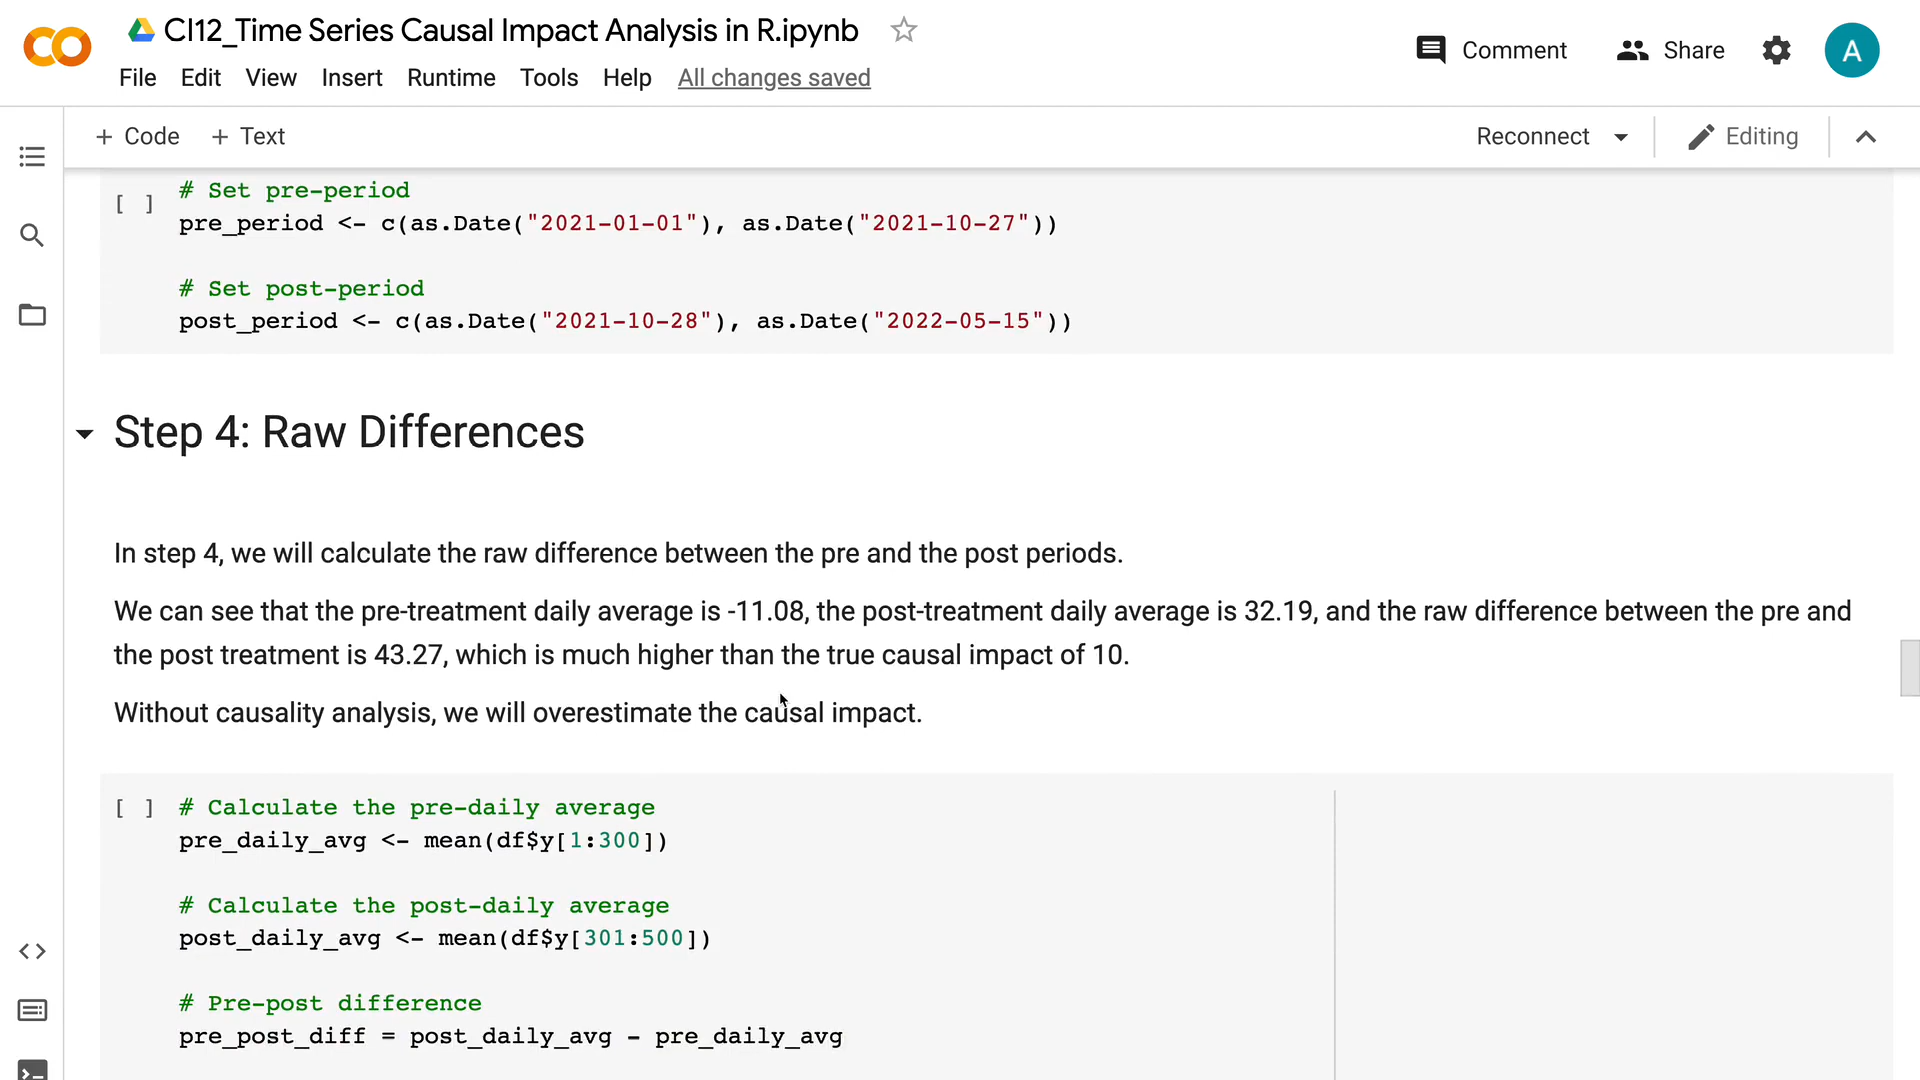 CI12_Time Series Causal Impact Analysis in R.ipynb
Comment
Share
A
File Edit View Insert Runtime Tools Help All changes saved
+ Code + Text
Reconnect
Editing
[ ] # Set pre-period
pre_period <- c(as.Date("2021-01-01"), as.Date("2021-10-27"))
# Set post-period
post_period <- c(as.Date("2021-10-28"), as.Date("2022-05-15"))
Step 4: Raw Differences
In step 4, we will calculate the raw difference between the pre and the post periods.
We can see that the pre-treatment daily average is -11.08, the post-treatment daily average is 32.19, and the raw difference between the pre and
the post treatment is 43.27, which is much higher than the true causal impact of 10.
Without causality analysis, we will overestimate the causal impact.
[ ] # Calculate the pre-daily average
pre_daily_avg <- mean(df$y[1:300])
# Calculate the post-daily average
post_daily_avg <- mean(df$y[301:500])
# Pre-post difference
pre_post_diff = post_daily_avg - pre_daily_avg